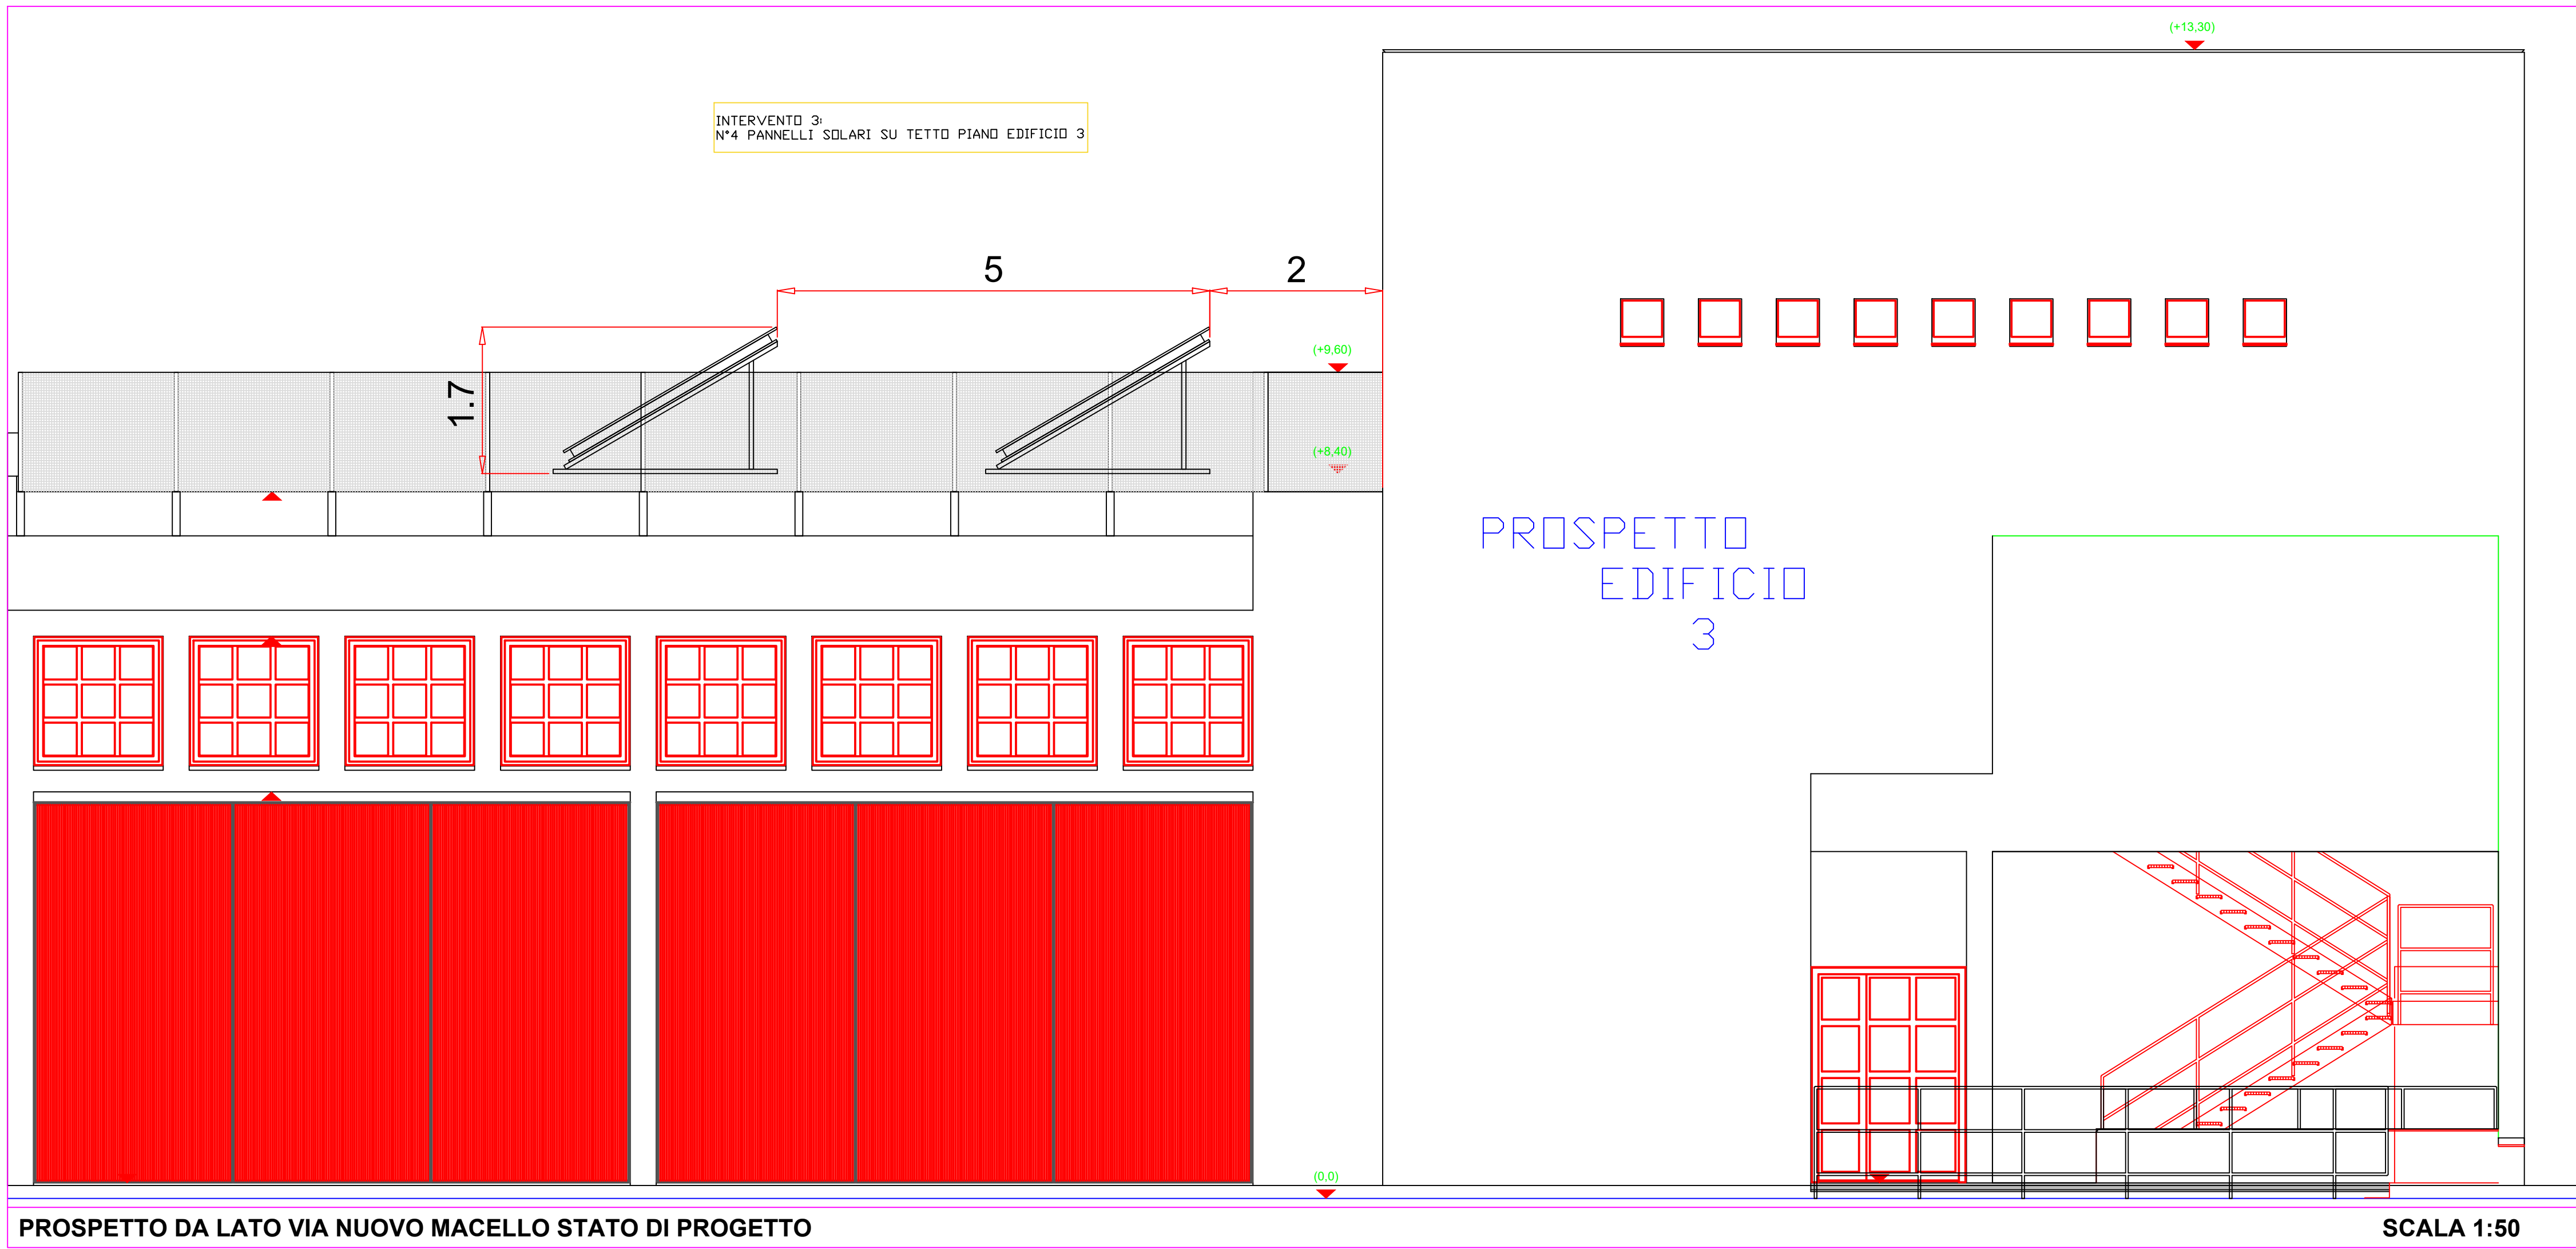 (+13,30)
INTERVENTO 3:
N°4 PANNELLI SOLARI SU TETTO PIANO EDIFICIO 3
5
2
1.7
(+9,60)
(+8,40)
PROSPETTO
EDIFICIO
3
(0,0)
PROSPETTO DA LATO VIA NUOVO MACELLO STATO DI PROGETTO
SCALA 1:50